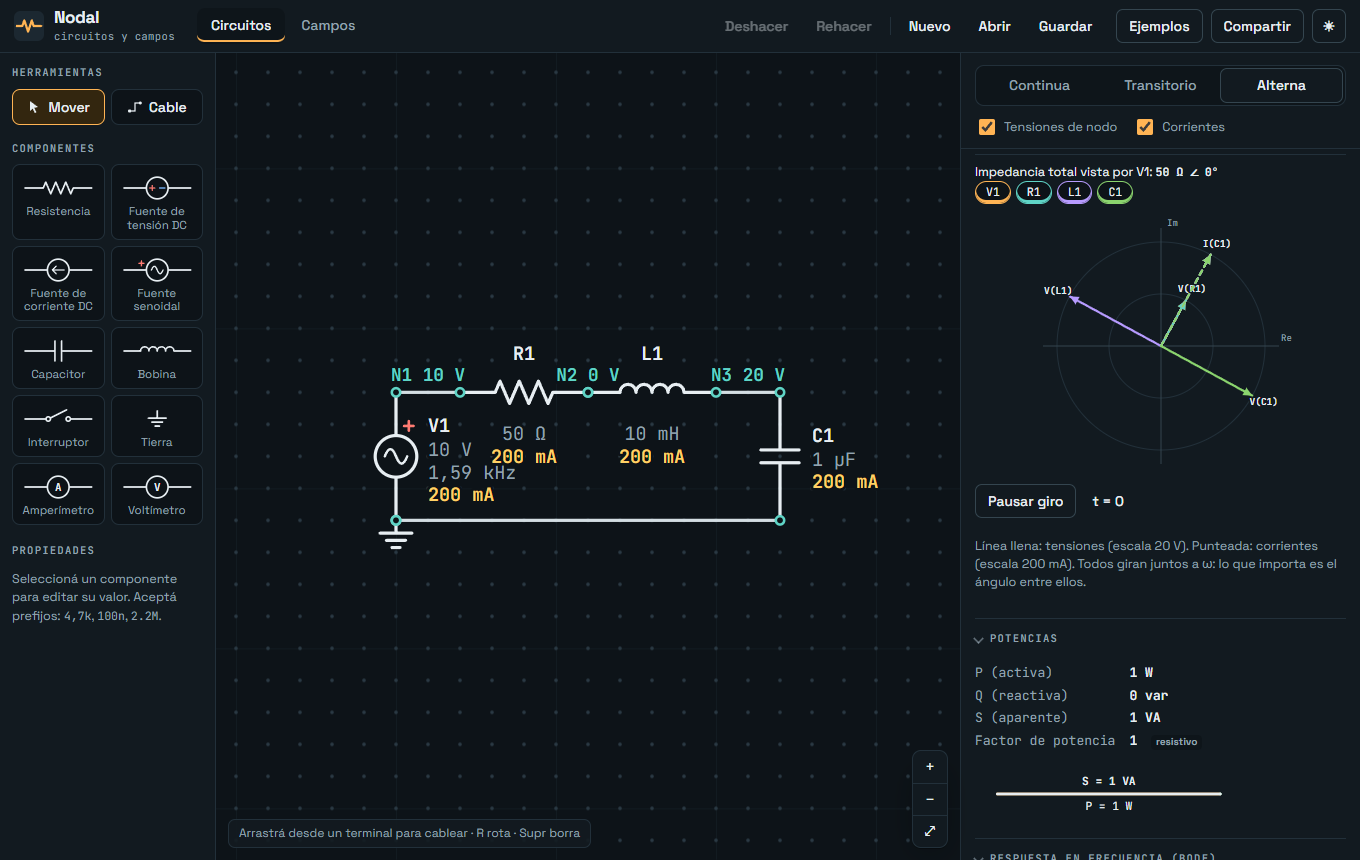 Nodal
circuitos y campos
Circuitos
Campos
Deshacer
Rehacer
Nuevo
Abrir
Guardar
Ejemplos
Compartir
HERRAMIENTAS
Mover
Cable
COMPONENTES
Resistencia
Fuente de
tensión DC
Fuente de
corriente DC
Fuente
senoidal
Capacitor
Bobina
Interruptor
Tierra
A
Amperímetro
V
Voltímetro
PROPIEDADES
Seleccioná un componente
para editar su valor. Aceptá
prefijos: 4,7k, 100n, 2.2M.
R1
L1
N1 10 V
N2 0 V
N3 20 V
+
V1
10 V
1,59 kHz
200 mA
50 Ω
200 mA
10 mH
200 mA
C1
1 µF
200 mA
+
−
Arrastrá desde un terminal para cablear · R rota · Supr borra
Continua
Transitorio
Alterna
Tensiones de nodo
Corrientes
Impedancia total vista por V1: 50 Ω ∠ 0°
V1
R1
L1
C1
Im
I(C1)
V(L1)
V(R1)
Re
V(C1)
Pausar giro
t = 0
Línea llena: tensiones (escala 20 V). Punteada: corrientes
(escala 200 mA). Todos giran juntos a ω: lo que importa es el
ángulo entre ellos.
POTENCIAS
P (activa) 1 W
Q (reactiva) 0 var
S (aparente) 1 VA
Factor de potencia 1 resistivo
S = 1 VA
P = 1 W
RESPUESTA EN FRECUENCIA (BODE)